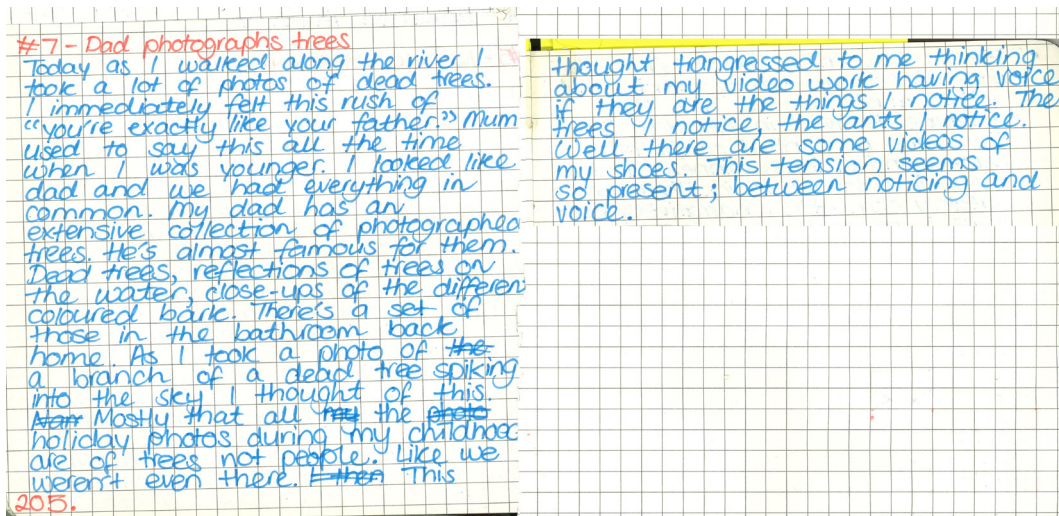 #7 - Dad photographs trees
Today as I walked along the river I
took a lot of photos of dead trees.
I immediately felt this rush of
"you're exactly like your father." Mum
used to say this all the time
when I was younger. I looked like
dad and we had everything in
common. My dad has an
extensive collection of photographed
trees. He's almost famous for them.
Dead trees, reflections of trees on
the water, close-ups of the different
coloured bark. There's a set of
those in the bathroom back
home. As I took a photo of the
a branch of a dead tree spiking
into the sky I thought of this.
Mostly that all my the photo
holiday photos during my childhood
are of trees not people. Like we
weren't even there. I then This
205.
thought trangressed to me thinking
about my video work having voice
if they are the things I notice. The
trees I notice, the ants I notice.
Well there are some videos of
my shoes. This tension seems
so present; between noticing and
voice.